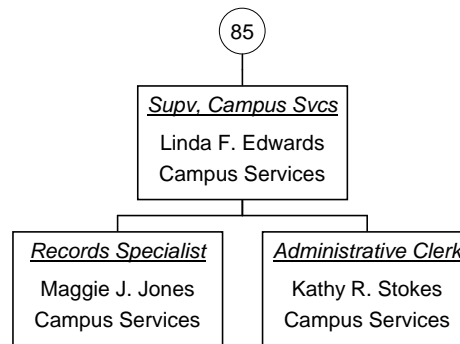 85
Supv, Campus Svcs
Linda F. Edwards
Campus Services
Records Specialist
Maggie J. Jones
Campus Services
Administrative Clerk
Kathy R. Stokes
Campus Services